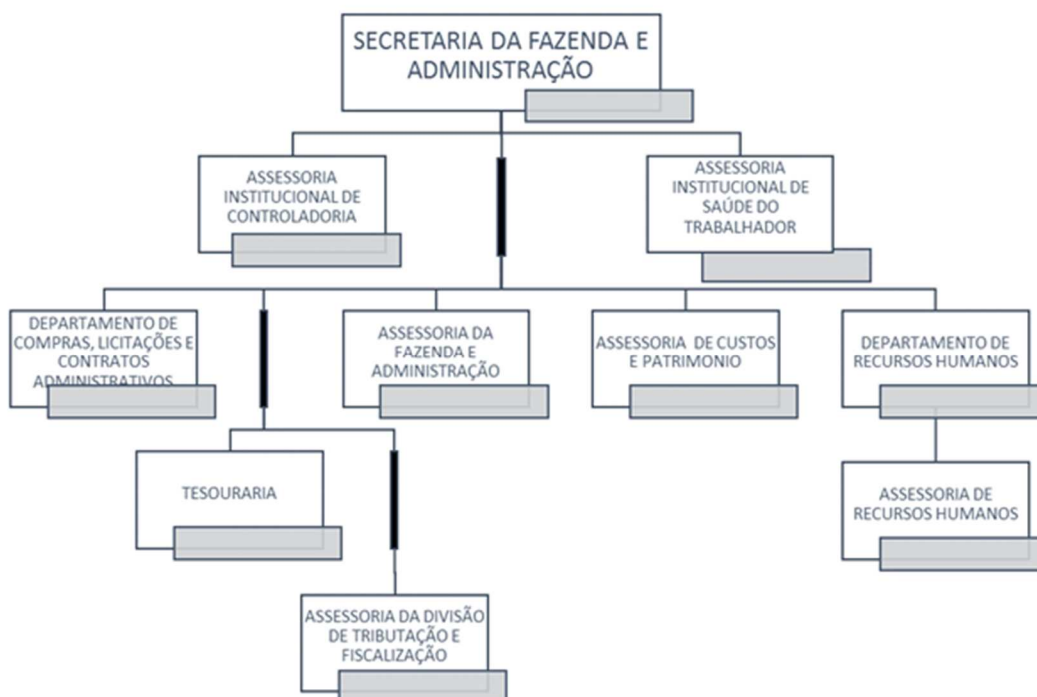 SECRETARIA DA FAZENDA E
ADMINISTRAÇÃO
ASSESSORIA
INSTITUCIONAL DE
CONTROLADORIA
ASSESSORIA
INSTITUCIONAL DE
SAÚDE DO
TRABALHADOR
DEPARTAMENTO DE
COMPRAS, LICITAÇÕES E
CONTRATOS
ADMINISTRATIVOS
ASSESSORIA DA
FAZENDA E
ADMINISTRAÇÃO
ASSESSORIA DE CUSTOS
E PATRIMONIO
DEPARTAMENTO DE
RECURSOS HUMANOS
TESOURARIA
ASSESSORIA DE
RECURSOS HUMANOS
ASSESSORIA DA DIVISÃO
DE TRIBUTAÇÃO E
FISCALIZAÇÃO